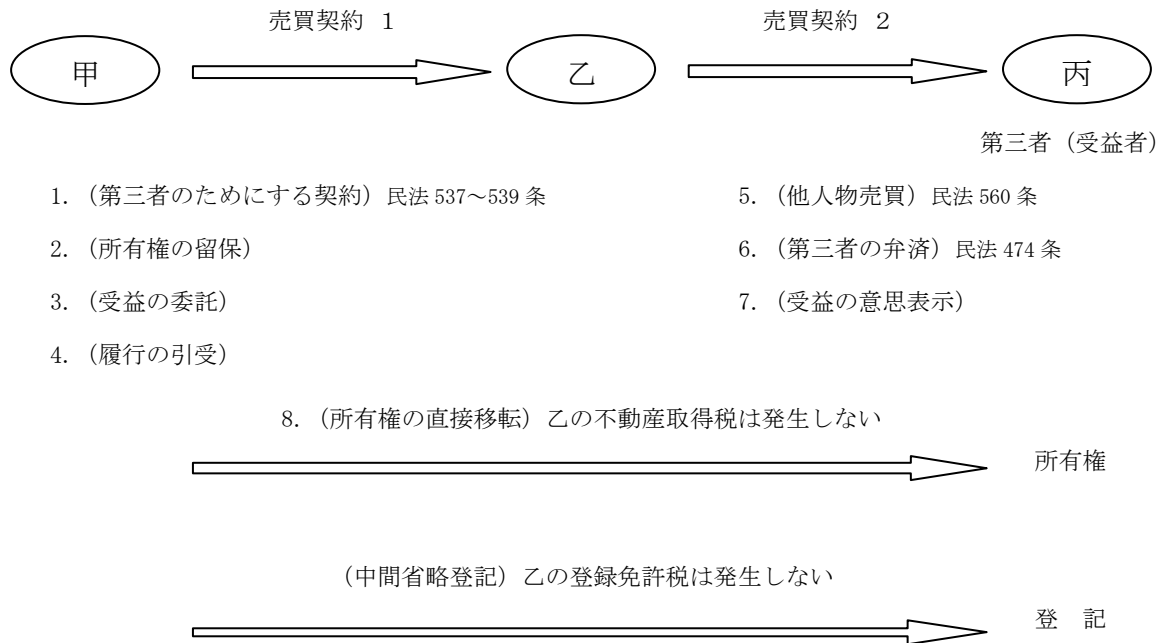 売買契約 １ 売買契約 ２
甲 乙 丙
第三者（受益者）
1. （第三者のためにする契約）民法 537～539 条 5. （他人物売買）民法 560 条
2. （所有権の留保） 6. （第三者の弁済）民法 474 条
3. （受益の委託） 7. （受益の意思表示）
4. （履行の引受）
8. （所有権の直接移転）乙の不動産取得税は発生しない
所有権
（中間省略登記）乙の登録免許税は発生しない
登 記